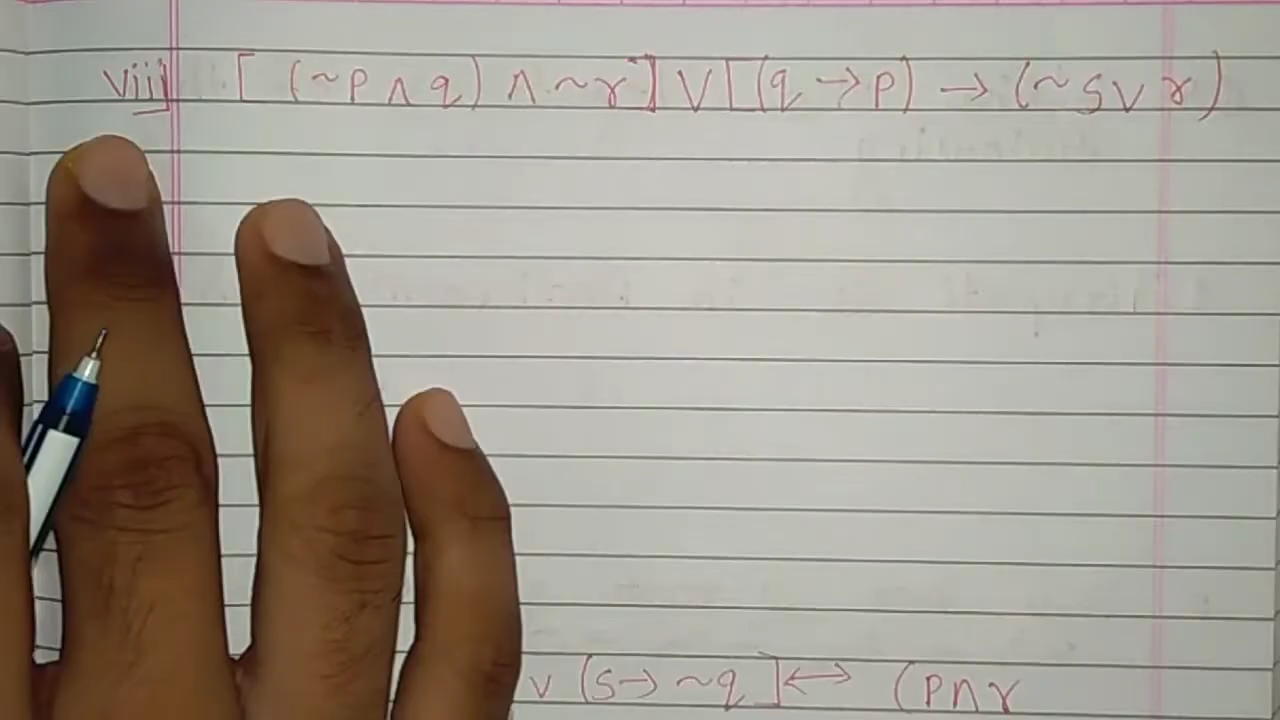 viii] [ (~p ∧ q) ∧ ~r ] ∨ [ (q → p) → (~s ∨ r )
∨ (s → ~q ] ↔ (p ∧ r